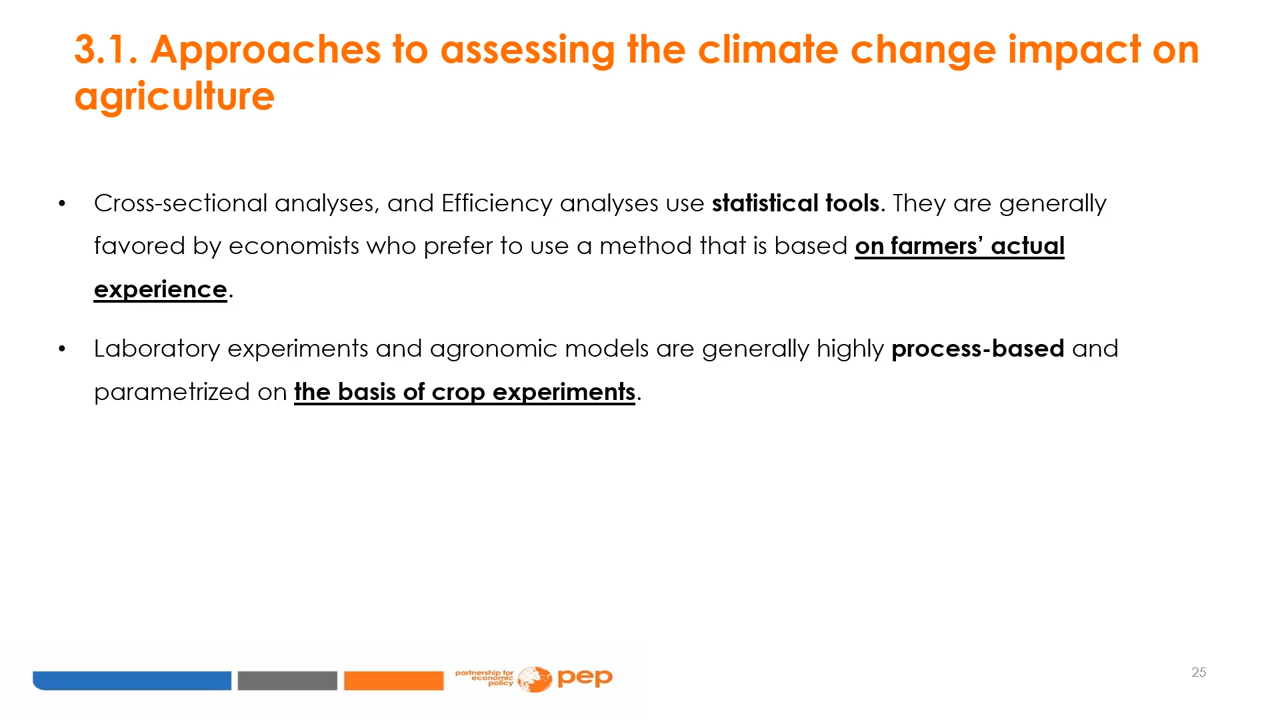 3.1. Approaches to assessing the climate change impact on
agriculture
• Cross-sectional analyses, and Efficiency analyses use statistical tools. They are generally
favored by economists who prefer to use a method that is based on farmers’ actual
experience.
• Laboratory experiments and agronomic models are generally highly process-based and
parametrized on the basis of crop experiments.
partnership for
economic
policy
pep
25